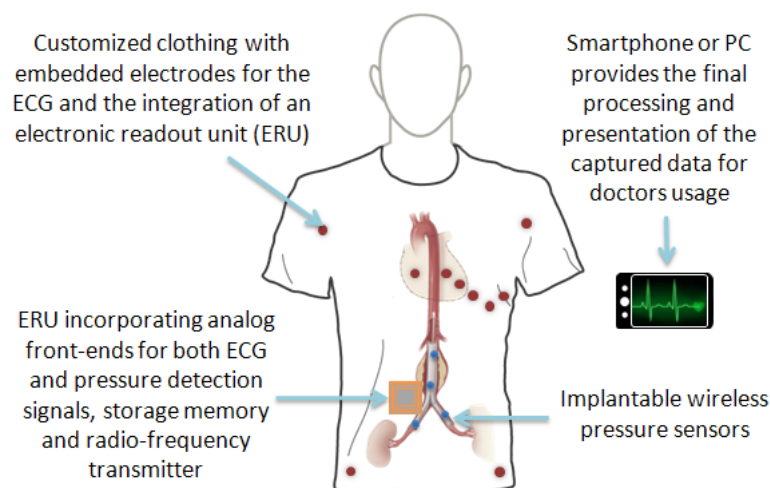 Customized clothing with
embedded electrodes for the
ECG and the integration of an
electronic readout unit (ERU)
Smartphone or PC
provides the final
processing and
presentation of the
captured data for
doctors usage
ERU incorporating analog
front-ends for both ECG
and pressure detection
signals, storage memory
and radio-frequency
transmitter
Implantable wireless
pressure sensors